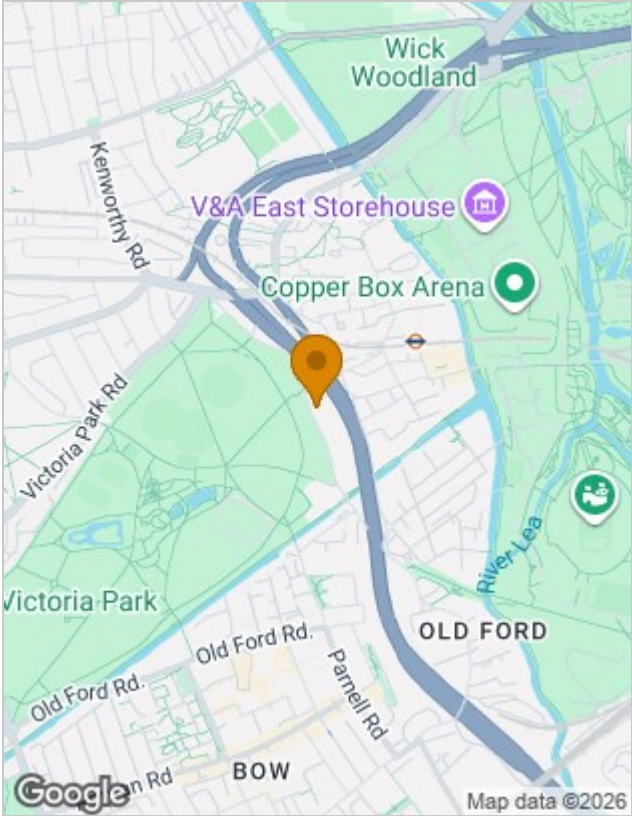 Wick
Woodland
Kenworthy Rd
V&A East Storehouse
Copper Box Arena
Victoria Park Rd
River Lea
Victoria Park
OLD FORD
Old Ford Rd.
Old Ford Rd.
Parnell Rd
BOW
Rd
Google
Map data ©2026